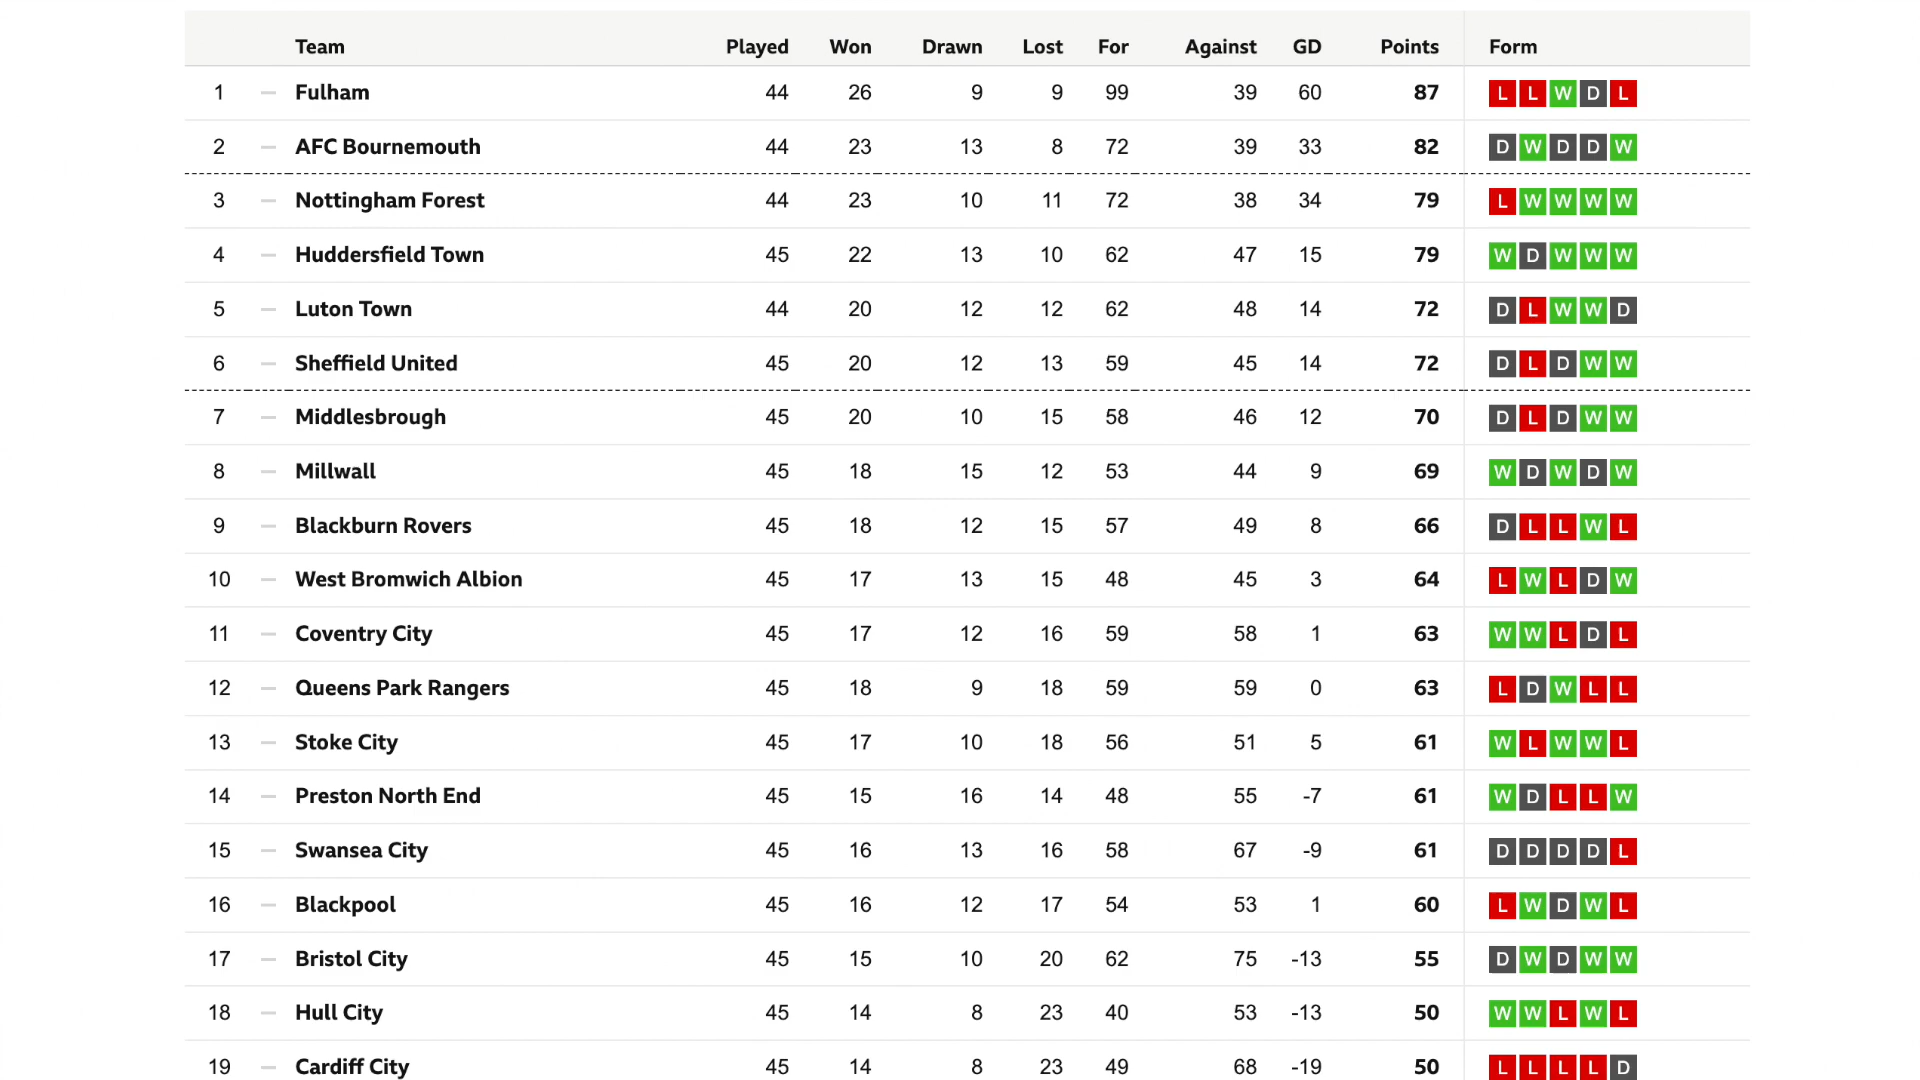 Team Played Won Drawn Lost For Against GD Points Form
1 Fulham 44 26 9 9 99 39 60 87 L L W D L
2 AFC Bournemouth 44 23 13 8 72 39 33 82 D W D D W
3 Nottingham Forest 44 23 10 11 72 38 34 79 L W W W W
4 Huddersfield Town 45 22 13 10 62 47 15 79 W D W W W
5 Luton Town 44 20 12 12 62 48 14 72 D L W W D
6 Sheffield United 45 20 12 13 59 45 14 72 D L D W W
7 Middlesbrough 45 20 10 15 58 46 12 70 D L D W W
8 Millwall 45 18 15 12 53 44 9 69 W D W D W
9 Blackburn Rovers 45 18 12 15 57 49 8 66 D L L W L
10 West Bromwich Albion 45 17 13 15 48 45 3 64 L W L D W
11 Coventry City 45 17 12 16 59 58 1 63 W W L D L
12 Queens Park Rangers 45 18 9 18 59 59 0 63 L D W L L
13 Stoke City 45 17 10 18 56 51 5 61 W L W W L
14 Preston North End 45 15 16 14 48 55 -7 61 W D L L W
15 Swansea City 45 16 13 16 58 67 -9 61 D D D D L
16 Blackpool 45 16 12 17 54 53 1 60 L W D W L
17 Bristol City 45 15 10 20 62 75 -13 55 D W D W W
18 Hull City 45 14 8 23 40 53 -13 50 W W L W L
19 Cardiff City 45 14 8 23 49 68 -19 50 L L L L D